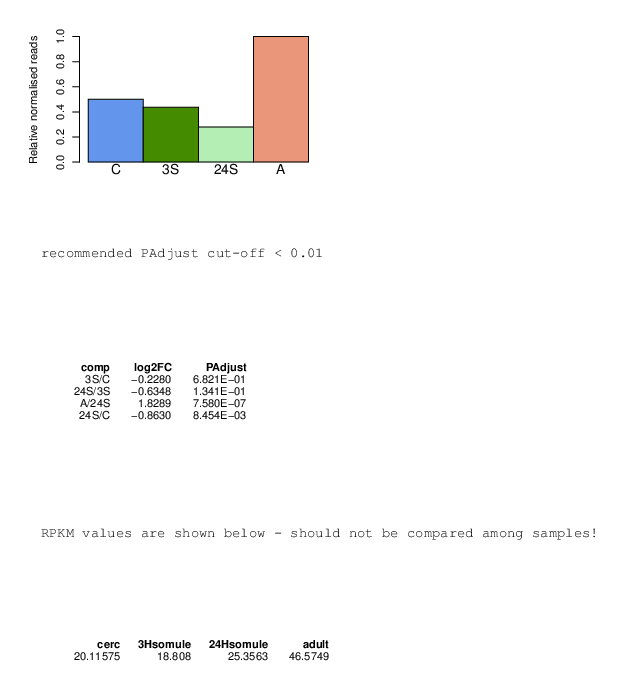 Relative normalised reads
0.0 0.2 0.4 0.6 0.8 1.0
C 3S 24S A
recommended PAdjust cut-off < 0.01
comp log2FC PAdjust
3S/C −0.2280 6.821E−01
24S/3S −0.6348 1.341E−01
A/24S 1.8289 7.580E−07
24S/C −0.8630 8.454E−03
RPKM values are shown below - should not be compared among samples!
cerc 3Hsomule 24Hsomule adult
20.11575 18.808 25.3563 46.5749